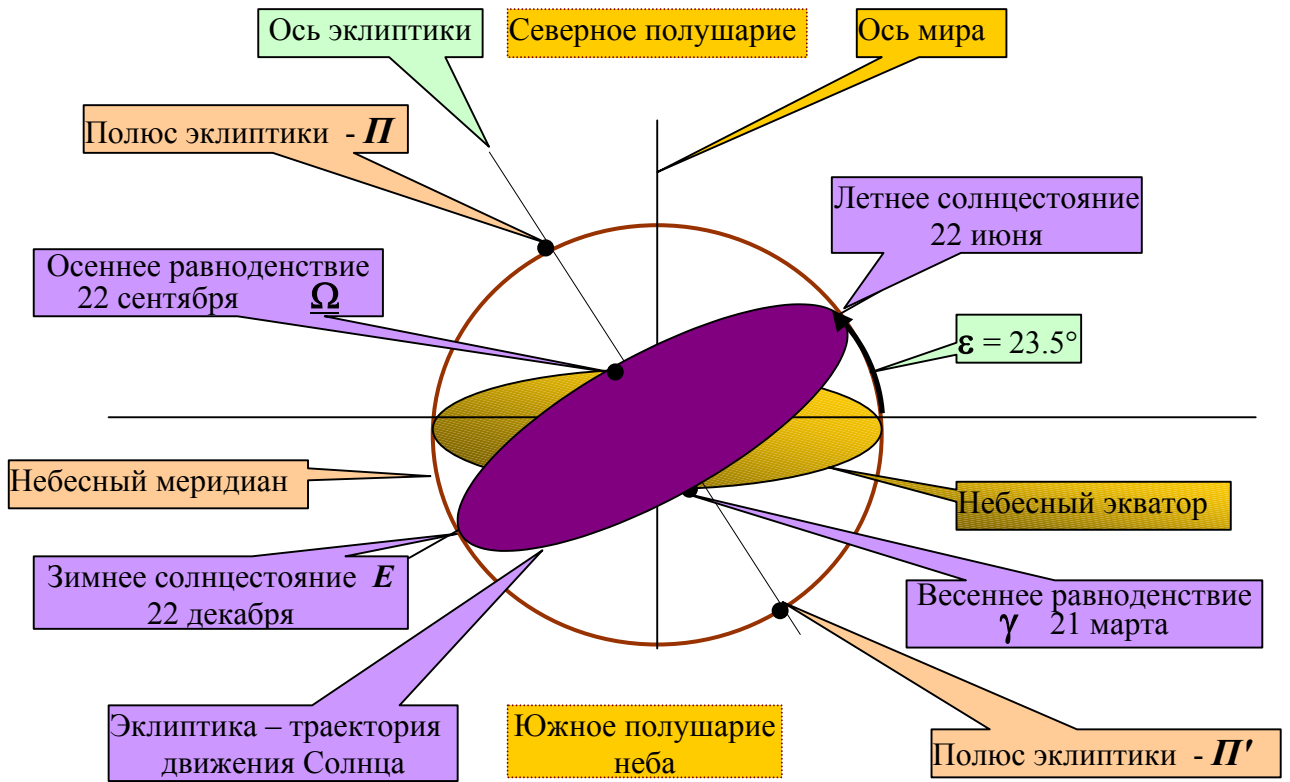 Ось эклиптики
Северное полушарие
Ось мира
Полюс эклиптики - П
Летнее солнцестояние
22 июня
Осеннее равноденствие
22 сентября Ω
ε = 23.5°
Небесный меридиан
Небесный экватор
Зимнее солнцестояние E
22 декабря
Весеннее равноденствие
γ 21 марта
Эклиптика – траектория
движения Солнца
Южное полушарие
неба
Полюс эклиптики - П'